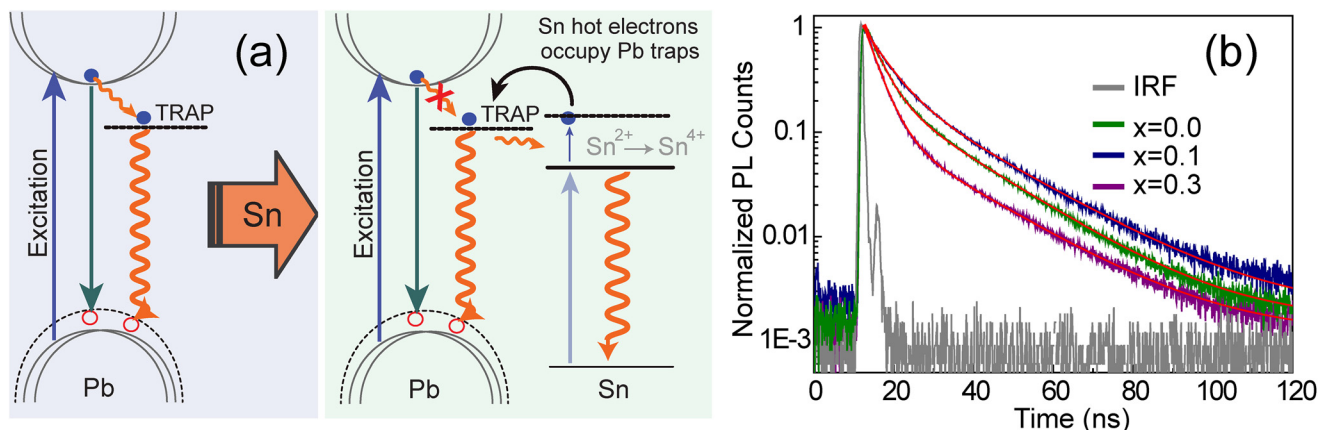 (a)
TRAP
Excitation
Pb
Sn
Sn hot electrons
occupy Pb traps
X
TRAP
Sn²⁺→Sn⁴⁺
Excitation
Pb
Sn
(b)
Normalized PL Counts
1
0.1
0.01
1E-3
IRF
x=0.0
x=0.1
x=0.3
0 20 40 60 80 100 120
Time (ns)